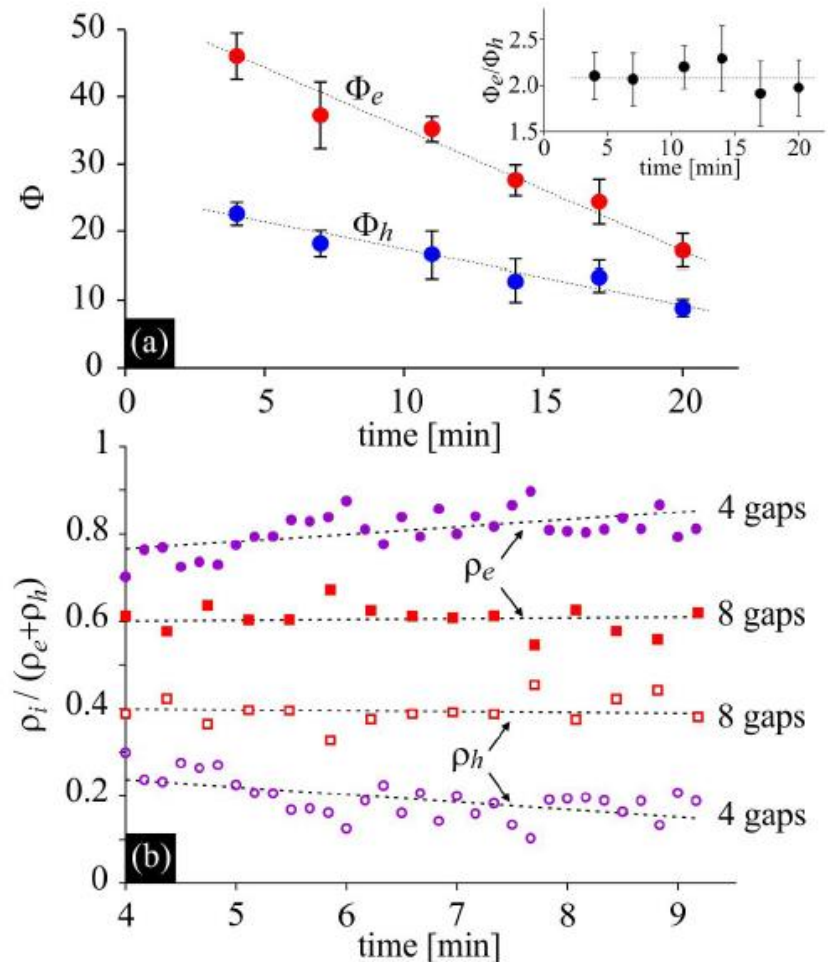 50
40
30
20
10
0
Φ
Φe
Φh
(a)
0
5
10
15
20
time [min]
2.5
2.0
1.5
Φe/Φh
5
10
15
20
time [min]
1
0.8
0.6
0.4
0.2
0
ρi / (ρe+ρh)
4 gaps
ρe
8 gaps
8 gaps
ρh
4 gaps
(b)
4
5
6
7
8
9
time [min]